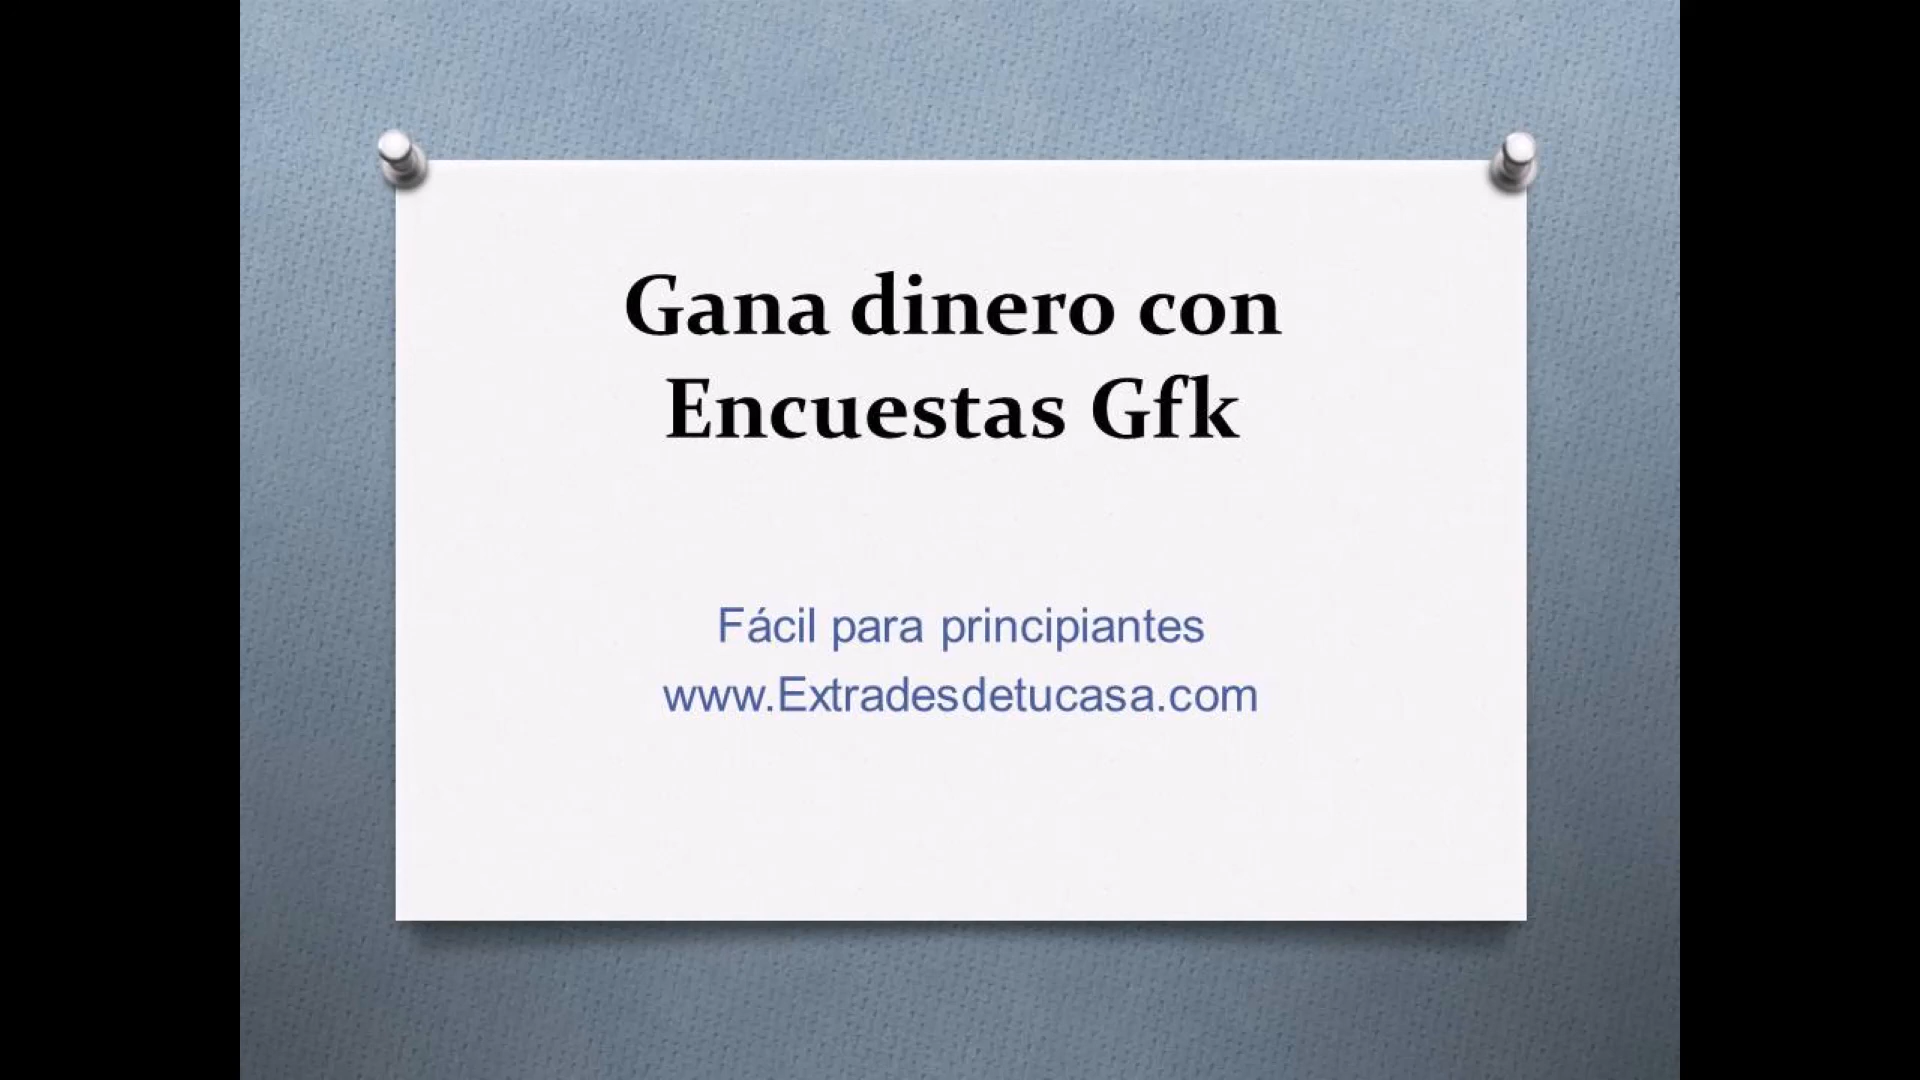 Gana dinero con
Encuestas Gfk
Fácil para principiantes
www.Extradesdetucasa.com